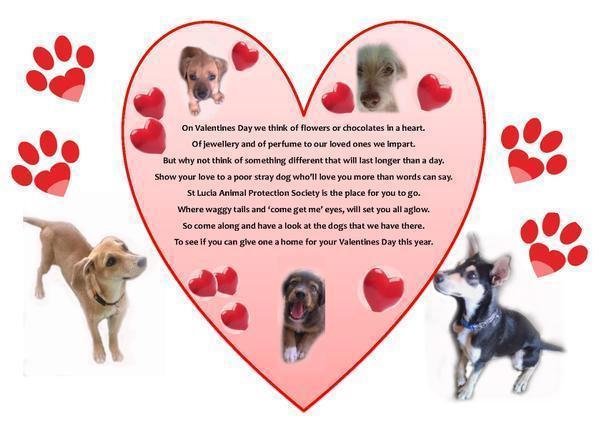 On Valentines Day we think of flowers or chocolates in a heart.
Of jewellery and of perfume to our loved ones we impart.
But why not think of something different that will last longer than a day.
Show your love to a poor stray dog who'll love you more than words can say.
St Lucia Animal Protection Society is the place for you to go.
Where waggy tails and 'come get me' eyes, will set you all aglow.
So come along and have a look at the dogs that we have there.
To see if you can give one a home for your Valentines Day this year.